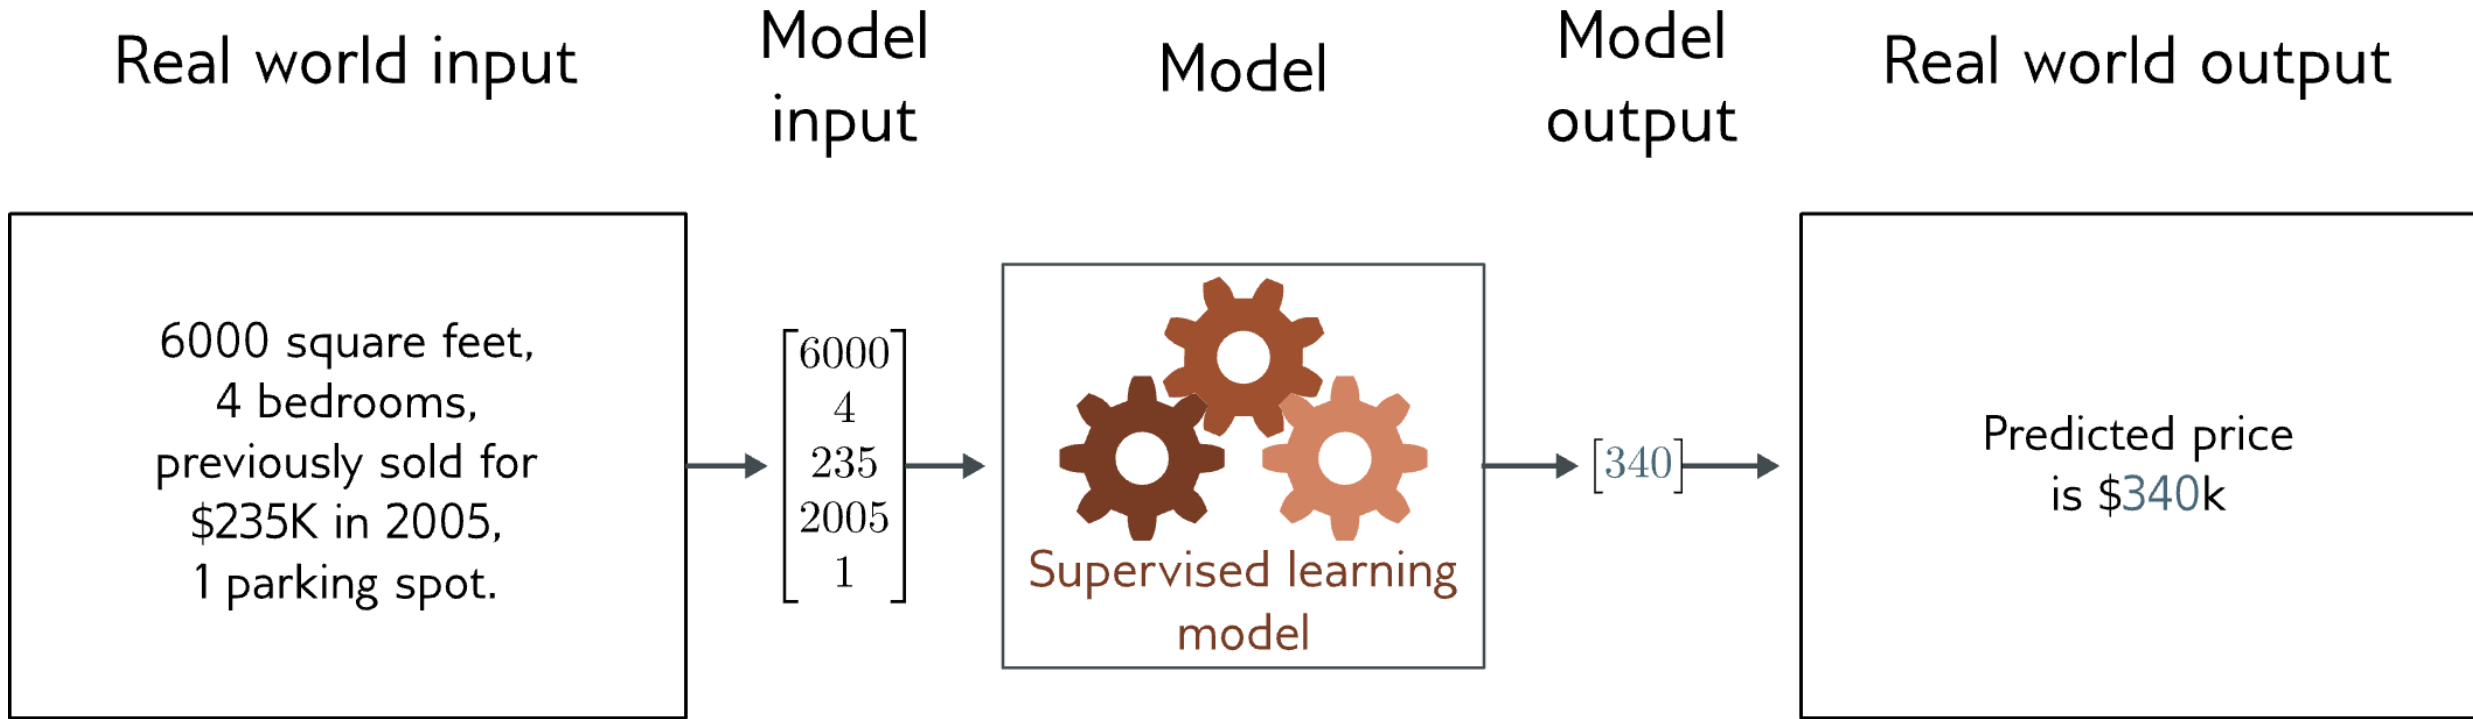 Real world input
Model
input
Model
Model
output
Real world output
6000 square feet,
4 bedrooms,
previously sold for
$235K in 2005,
1 parking spot.
6000
4
235
2005
1
Supervised learning
model
[340]
Predicted price
is $340k